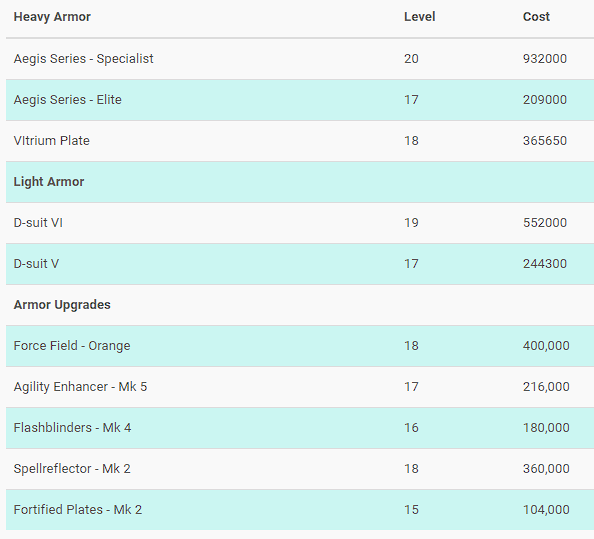 Heavy Armor Level Cost
Aegis Series - Specialist 20 932000
Aegis Series - Elite 17 209000
VItrium Plate 18 365650
Light Armor
D-suit VI 19 552000
D-suit V 17 244300
Armor Upgrades
Force Field - Orange 18 400,000
Agility Enhancer - Mk 5 17 216,000
Flashblinders - Mk 4 16 180,000
Spellreflector - Mk 2 18 360,000
Fortified Plates - Mk 2 15 104,000